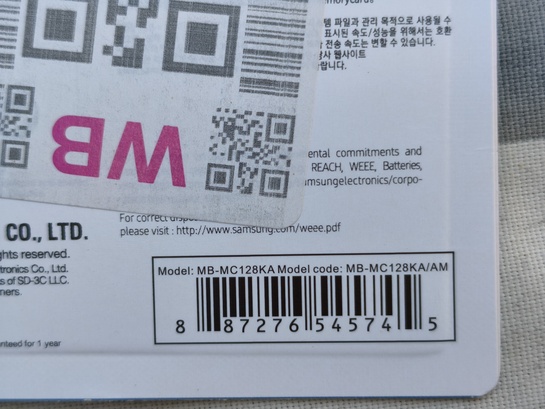 템 파일과 관리 목적으로 사용될 수
표시된 속도/성능을 위해서는 호환
전송 속도는 변할 수 있습니다.
사 웹사이트
랍니다.
WB
ental commitments and
REACH, WEEE, Batteries,
amsungelectronics/corpo-
For correct
please visit : http://www.samsung.com/weee.pdf
CO., LTD.
ghts reserved.
tronics Co., Ltd.
s of SD-3C LLC.
ners.
nteed for 1 year
Model: MB-MC128KA Model code: MB-MC128KA/AM
8 87276 54574 5